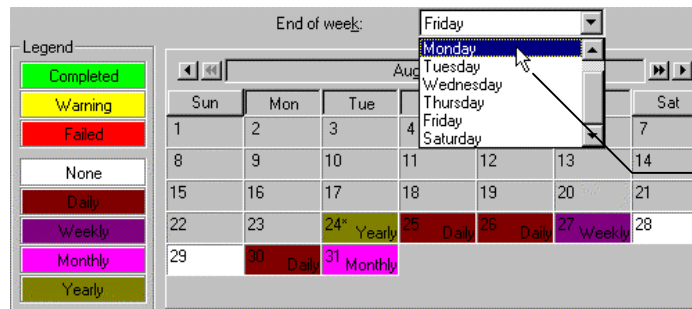 End of week: Friday
Legend
Completed
Warning
Failed
None
Daily
Weekly
Monthly
Yearly
Monday
Tuesday
Wednesday
Thursday
Friday
Saturday
Aug
Sun Mon Tue Sat
1 2 3 4 7
8 9 10 11 12 13 14
15 16 17 18 19 20 21
22 23 24* Yearly 25 Daily 26 Daily 27 Weekly 28
29 30 Daily 31 Monthly